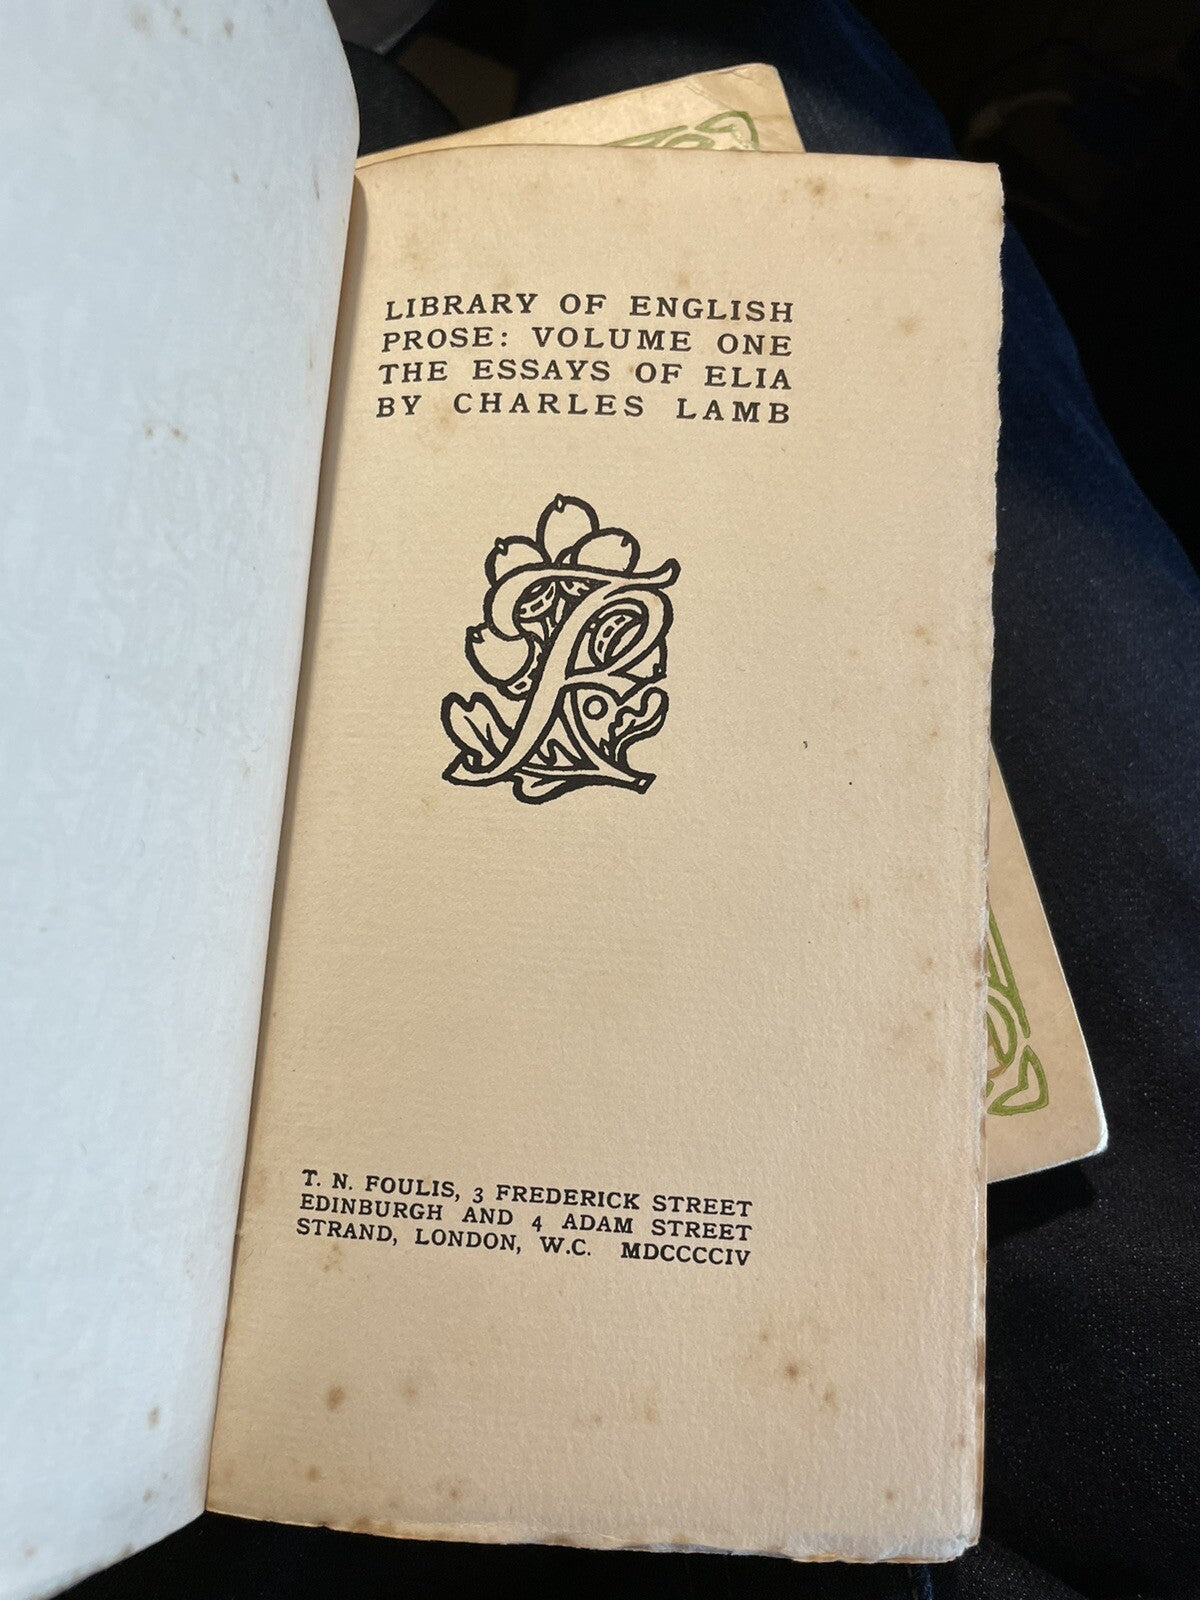 LIBRARY OF ENGLISH
PROSE: VOLUME ONE
THE ESSAYS OF ELIA
BY CHARLES LAMB
T. N. FOULIS, 3 FREDERICK STREET
EDINBURGH AND 4 ADAM STREET
STRAND, LONDON, W.C. MDCCCCIV